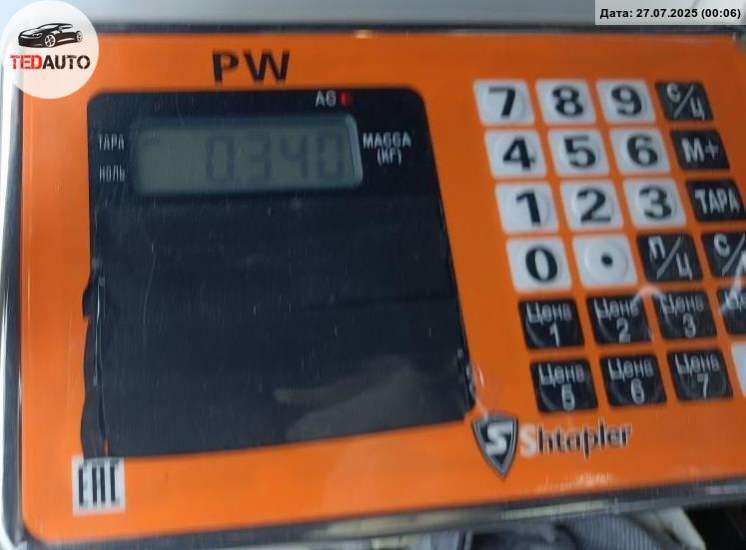 Дата: 27.07.2025 (00:06)
TEDAUTO
PW
AC
ТАРА
НОЛЬ
0.340
МАССА
(КГ)
7 8 9 С/Ц
4 5 6 М+
1 2 3 ТАРА
0 • П/Ц С/
Цена 1 Цена 2 Цена 3
Цена 5 Цена 6 Цена 7
S Shtapler
EAC